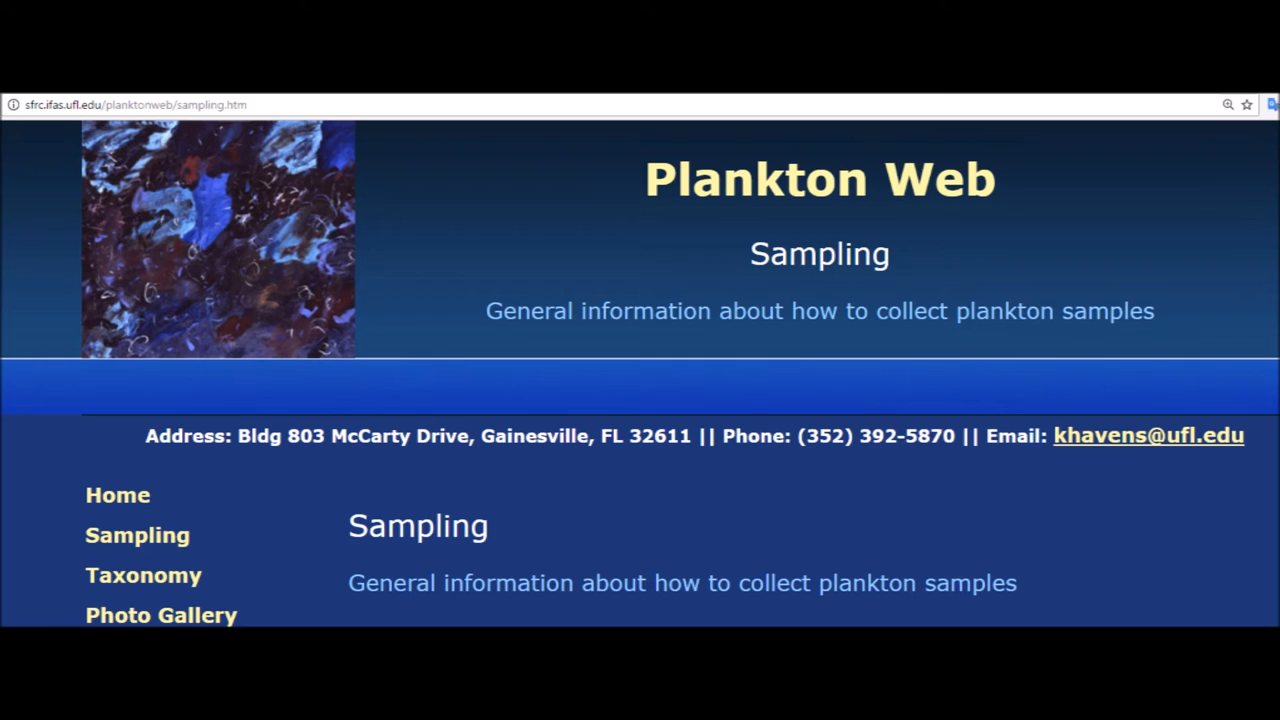 sfrc.ifas.ufl.edu/planktonweb/sampling.htm
Plankton Web
Sampling
General information about how to collect plankton samples
Address: Bldg 803 McCarty Drive, Gainesville, FL 32611 || Phone: (352) 392-5870 || Email: khavens@ufl.edu
Home
Sampling
Taxonomy
Photo Gallery
Sampling
General information about how to collect plankton samples